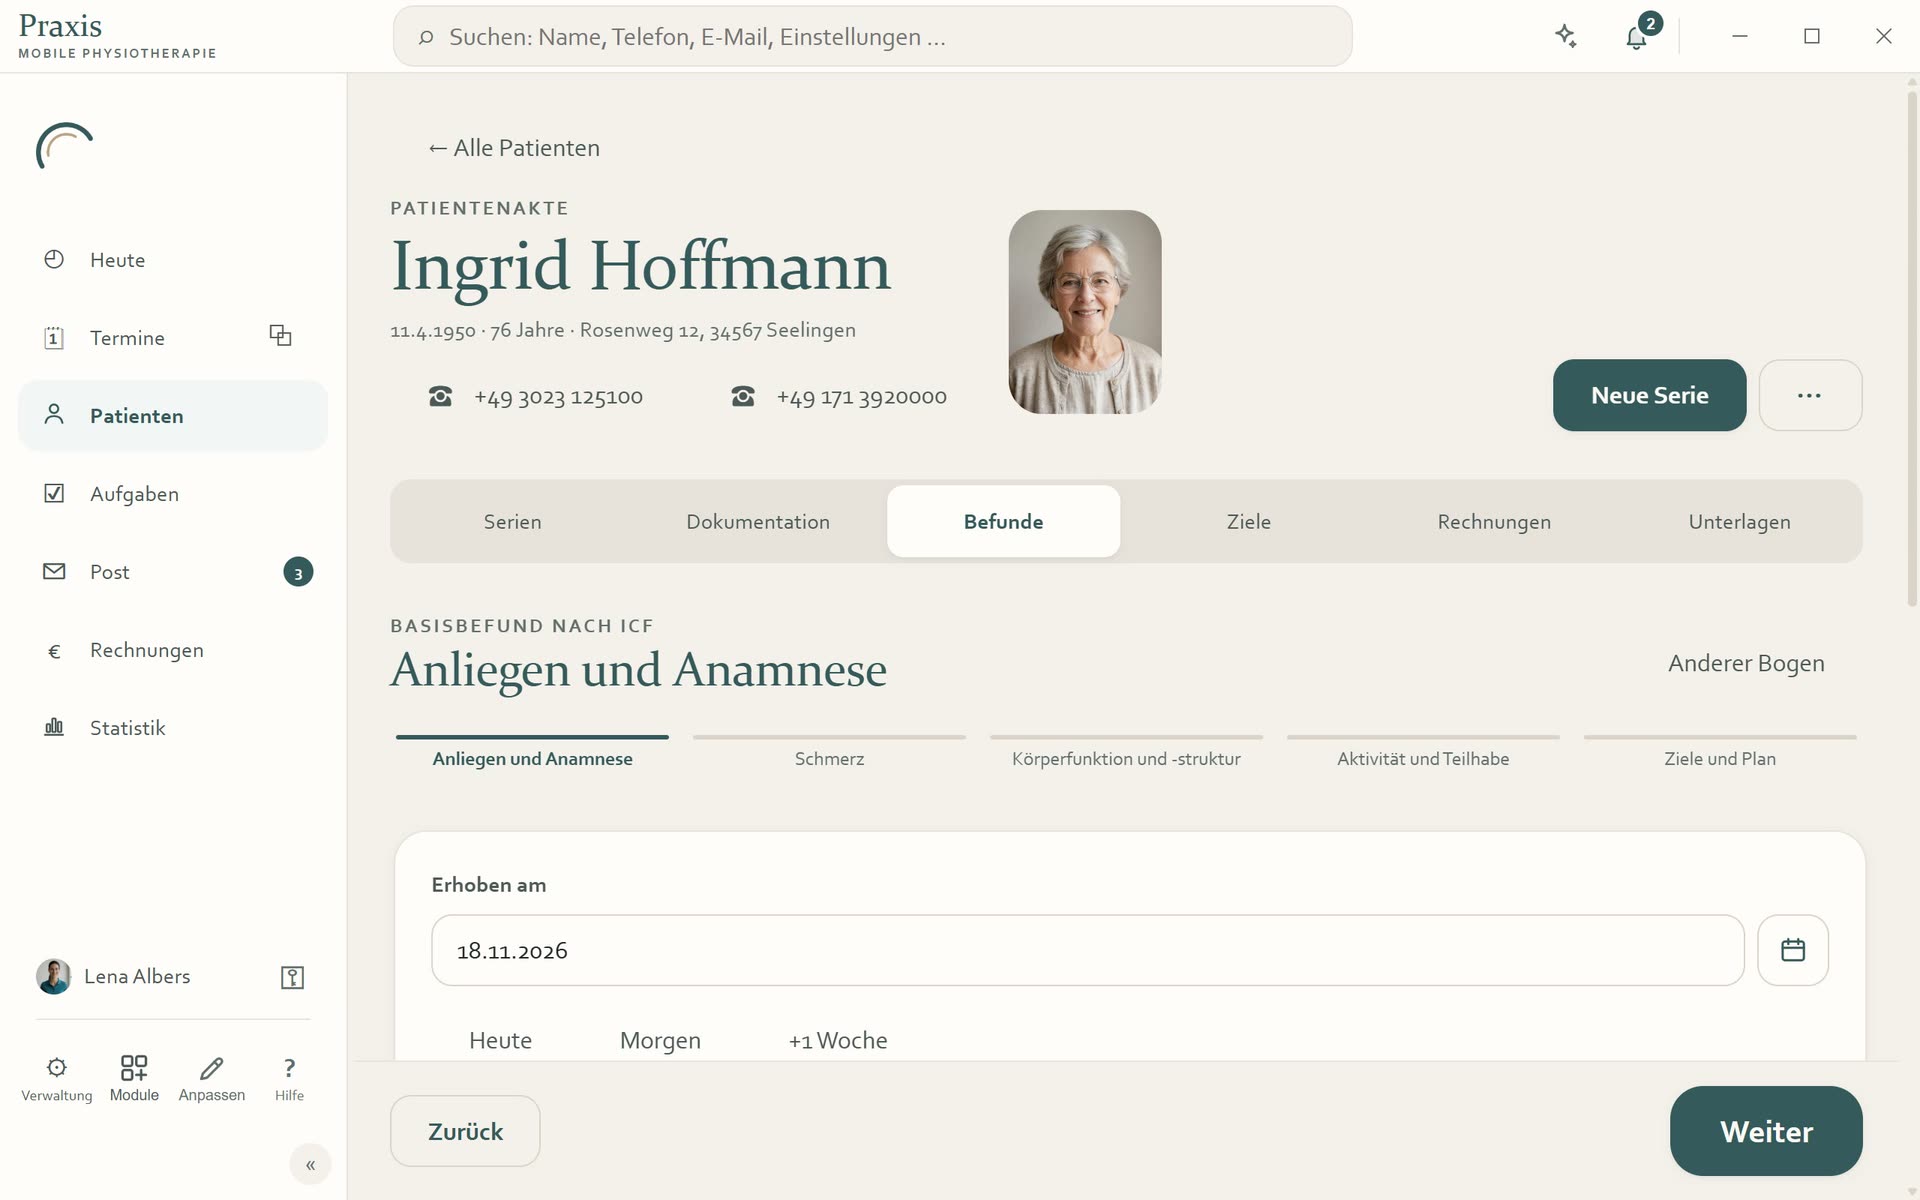 Praxis
MOBILE PHYSIOTHERAPIE
Suchen: Name, Telefon, E-Mail, Einstellungen ...
2
Heute
1 Termine
Patienten
Aufgaben
Post 3
€ Rechnungen
Statistik
Lena Albers
Verwaltung Module Anpassen ? Hilfe
«
← Alle Patienten
PATIENTENAKTE
Ingrid Hoffmann
11.4.1950 · 76 Jahre · Rosenweg 12, 34567 Seelingen
+49 3023 125100 +49 171 3920000
Neue Serie ...
Serien Dokumentation Befunde Ziele Rechnungen Unterlagen
BASISBEFUND NACH ICF
Anliegen und Anamnese
Anderer Bogen
Anliegen und Anamnese Schmerz Körperfunktion und -struktur Aktivität und Teilhabe Ziele und Plan
Erhoben am
18.11.2026
Heute Morgen +1 Woche
Zurück Weiter